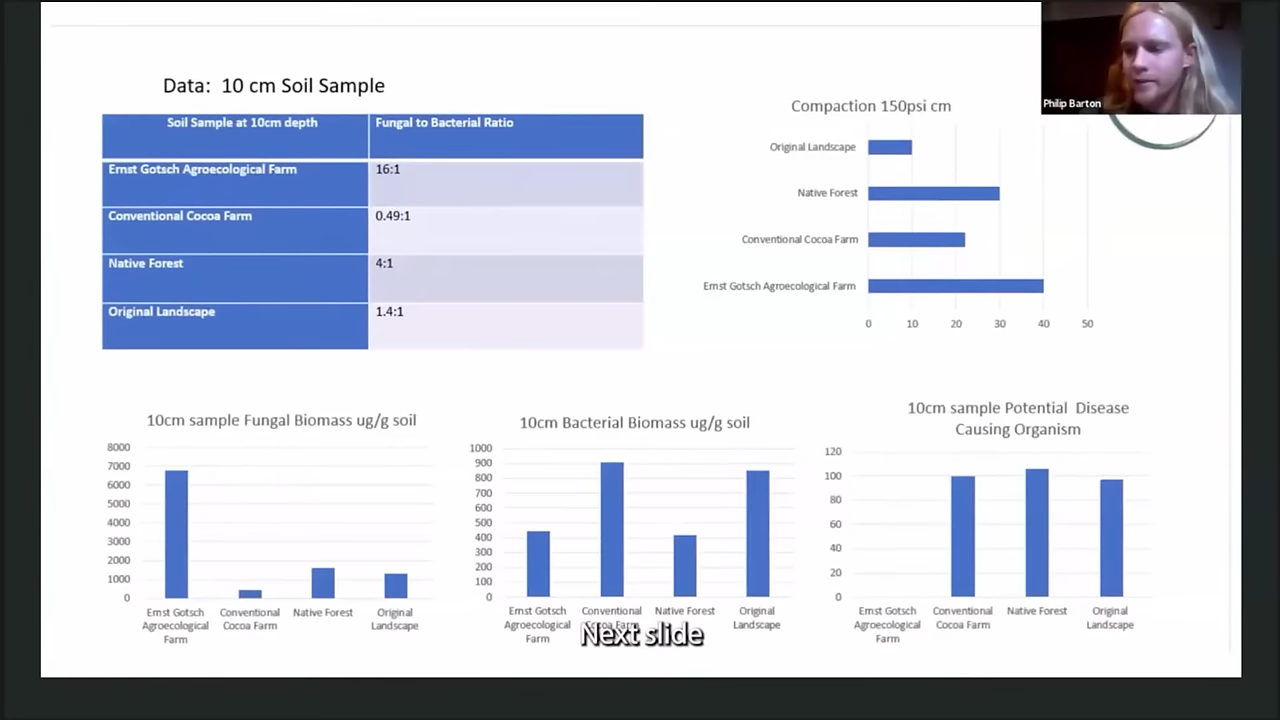 Philip Barton
Data: 10 cm Soil Sample
Soil Sample at 10cm depth
Fungal to Bacterial Ratio
Ernst Gotsch Agroecological Farm
16:1
Conventional Cocoa Farm
0.49:1
Native Forest
4:1
Original Landscape
1.4:1
Compaction 150psi cm
Original Landscape
Native Forest
Conventional Cocoa Farm
Ernst Gotsch Agroecological Farm
0 10 20 30 40 50
10cm sample Fungal Biomass ug/g soil
8000
7000
6000
5000
4000
3000
2000
1000
0
Ernst Gotsch
Agroecological
Farm
Conventional
Cocoa Farm
Native Forest
Original
Landscape
10cm Bacterial Biomass ug/g soil
1000
900
800
700
600
500
400
300
200
100
0
Ernst Gotsch
Agroecological
Farm
Conventional
Cocoa Farm
Native Forest
Original
Landscape
10cm sample Potential Disease
Causing Organism
120
100
80
60
40
20
0
Ernst Gotsch
Agroecological
Farm
Conventional
Cocoa Farm
Native Forest
Original
Landscape
Next slide